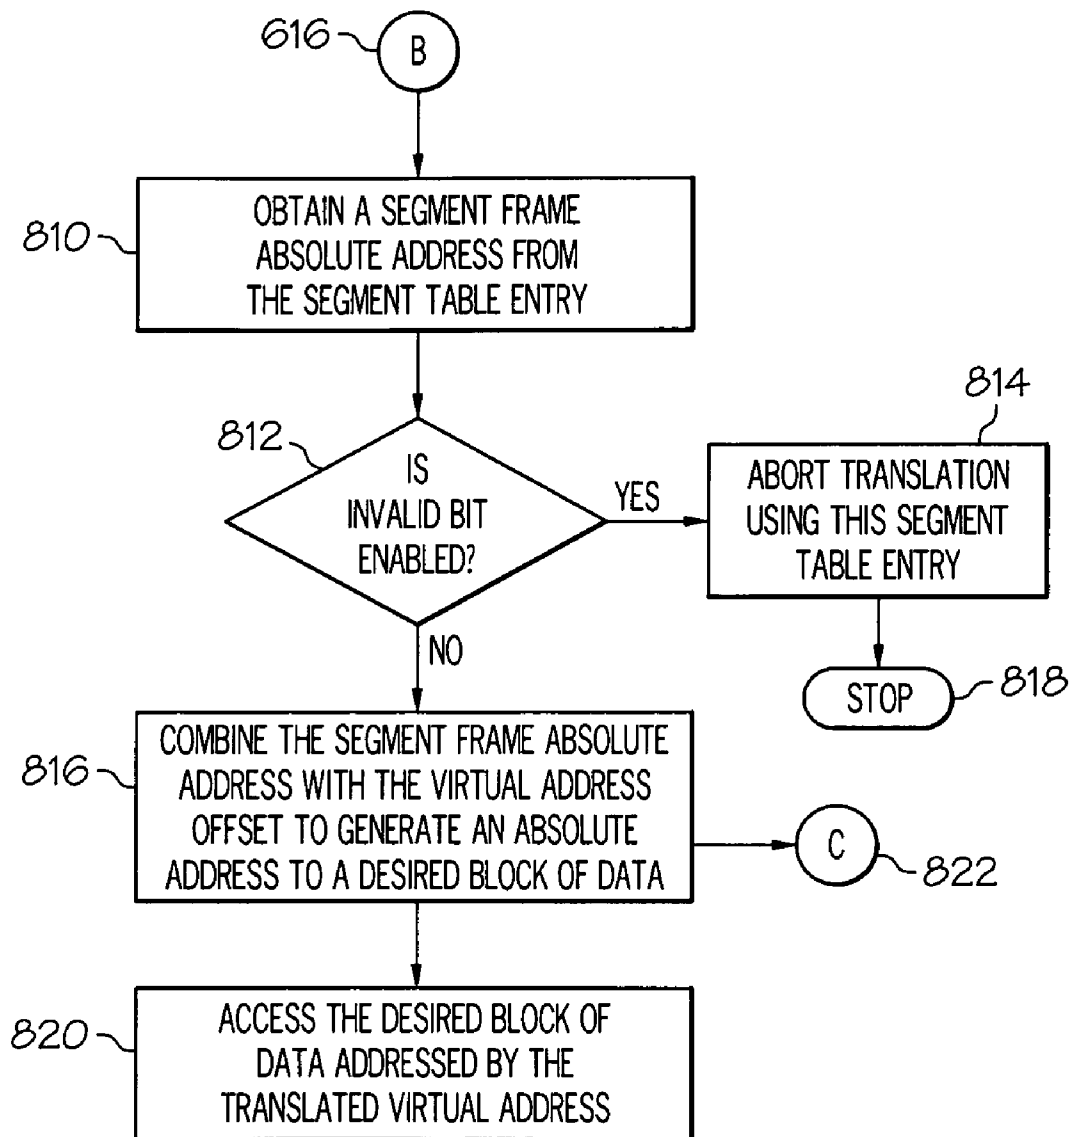 616
B
810
OBTAIN A SEGMENT FRAME
ABSOLUTE ADDRESS FROM
THE SEGMENT TABLE ENTRY
812
IS
INVALID BIT
ENABLED?
YES
814
ABORT TRANSLATION
USING THIS SEGMENT
TABLE ENTRY
NO
STOP
818
816
COMBINE THE SEGMENT FRAME ABSOLUTE
ADDRESS WITH THE VIRTUAL ADDRESS
OFFSET TO GENERATE AN ABSOLUTE
ADDRESS TO A DESIRED BLOCK OF DATA
C
822
820
ACCESS THE DESIRED BLOCK OF
DATA ADDRESSED BY THE
TRANSLATED VIRTUAL ADDRESS